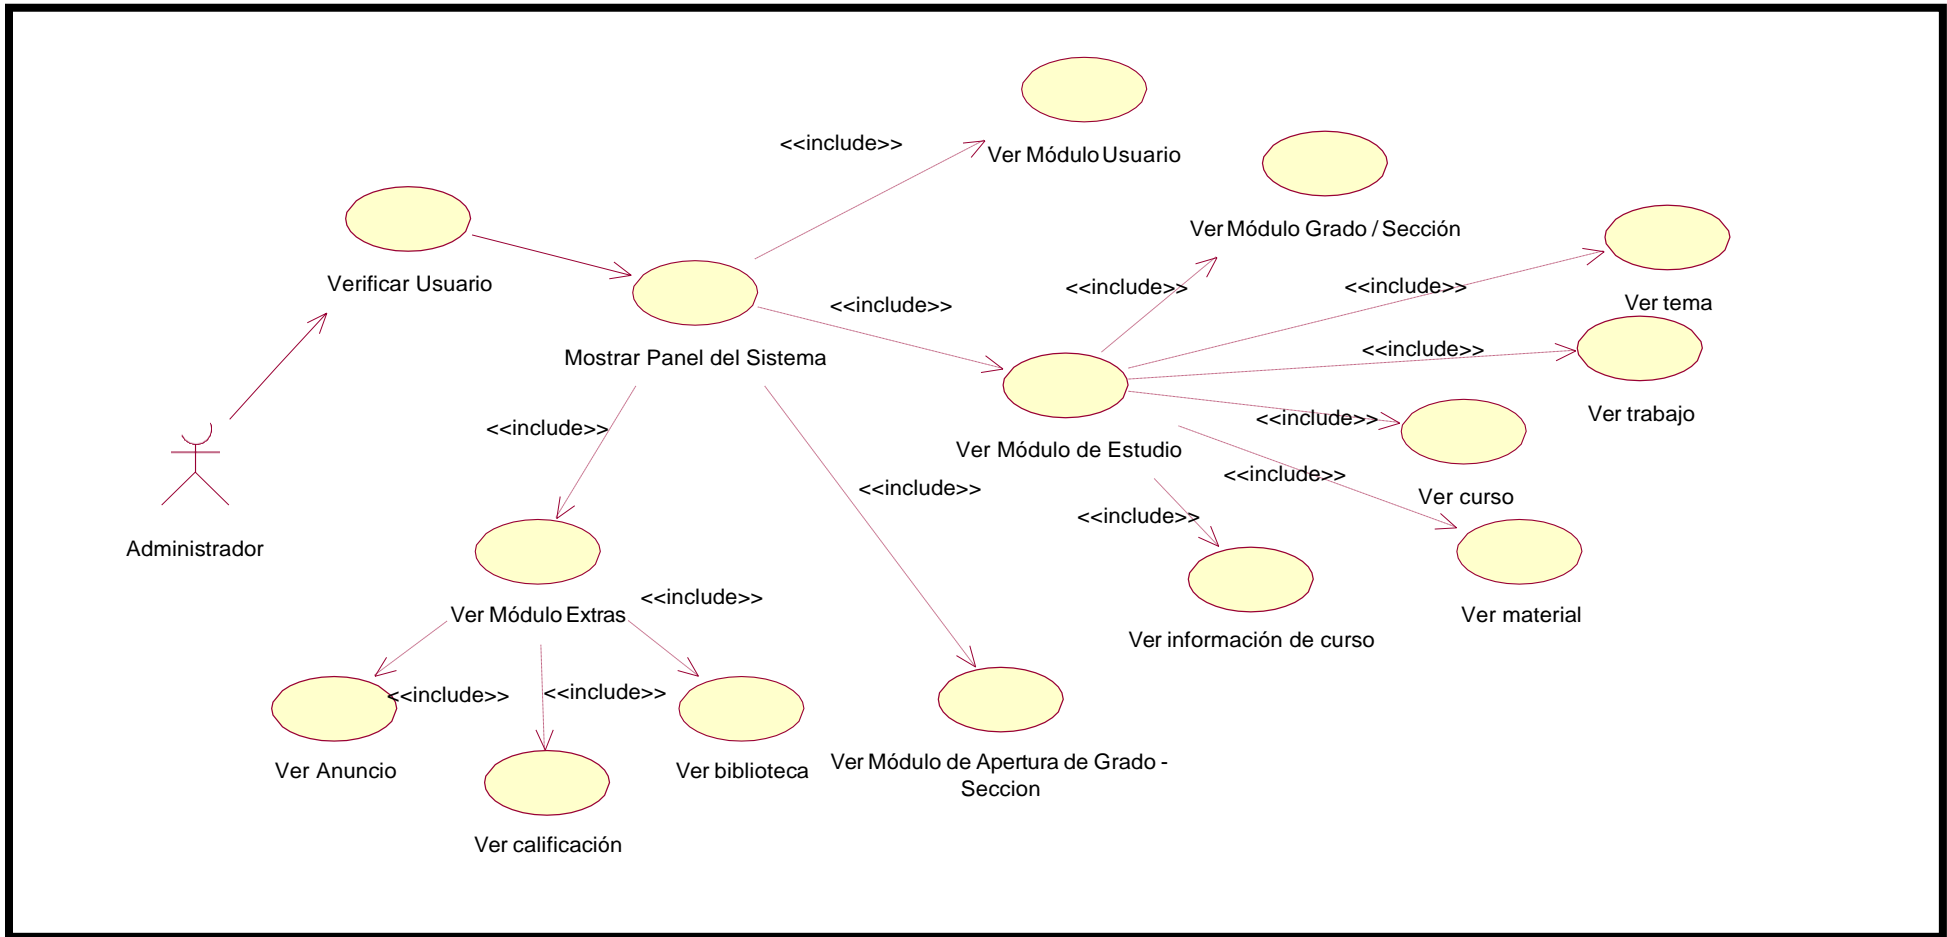 <<include>>
Ver Módulo Usuario
Ver Módulo Grado / Sección
Verificar Usuario
<<include>>
<<include>>
Ver tema
<<include>>
Mostrar Panel del Sistema
<<include>>
Ver trabajo
<<include>>
<<include>>
Ver Módulo de Estudio
<<include>>
<<include>>
Ver curso
<<include>>
Administrador
Ver Módulo Extras
<<include>>
Ver material
Ver información de curso
<<include>>
<<include>>
Ver Anuncio
Ver biblioteca
Ver Módulo de Apertura de Grado -
Seccion
Ver calificación